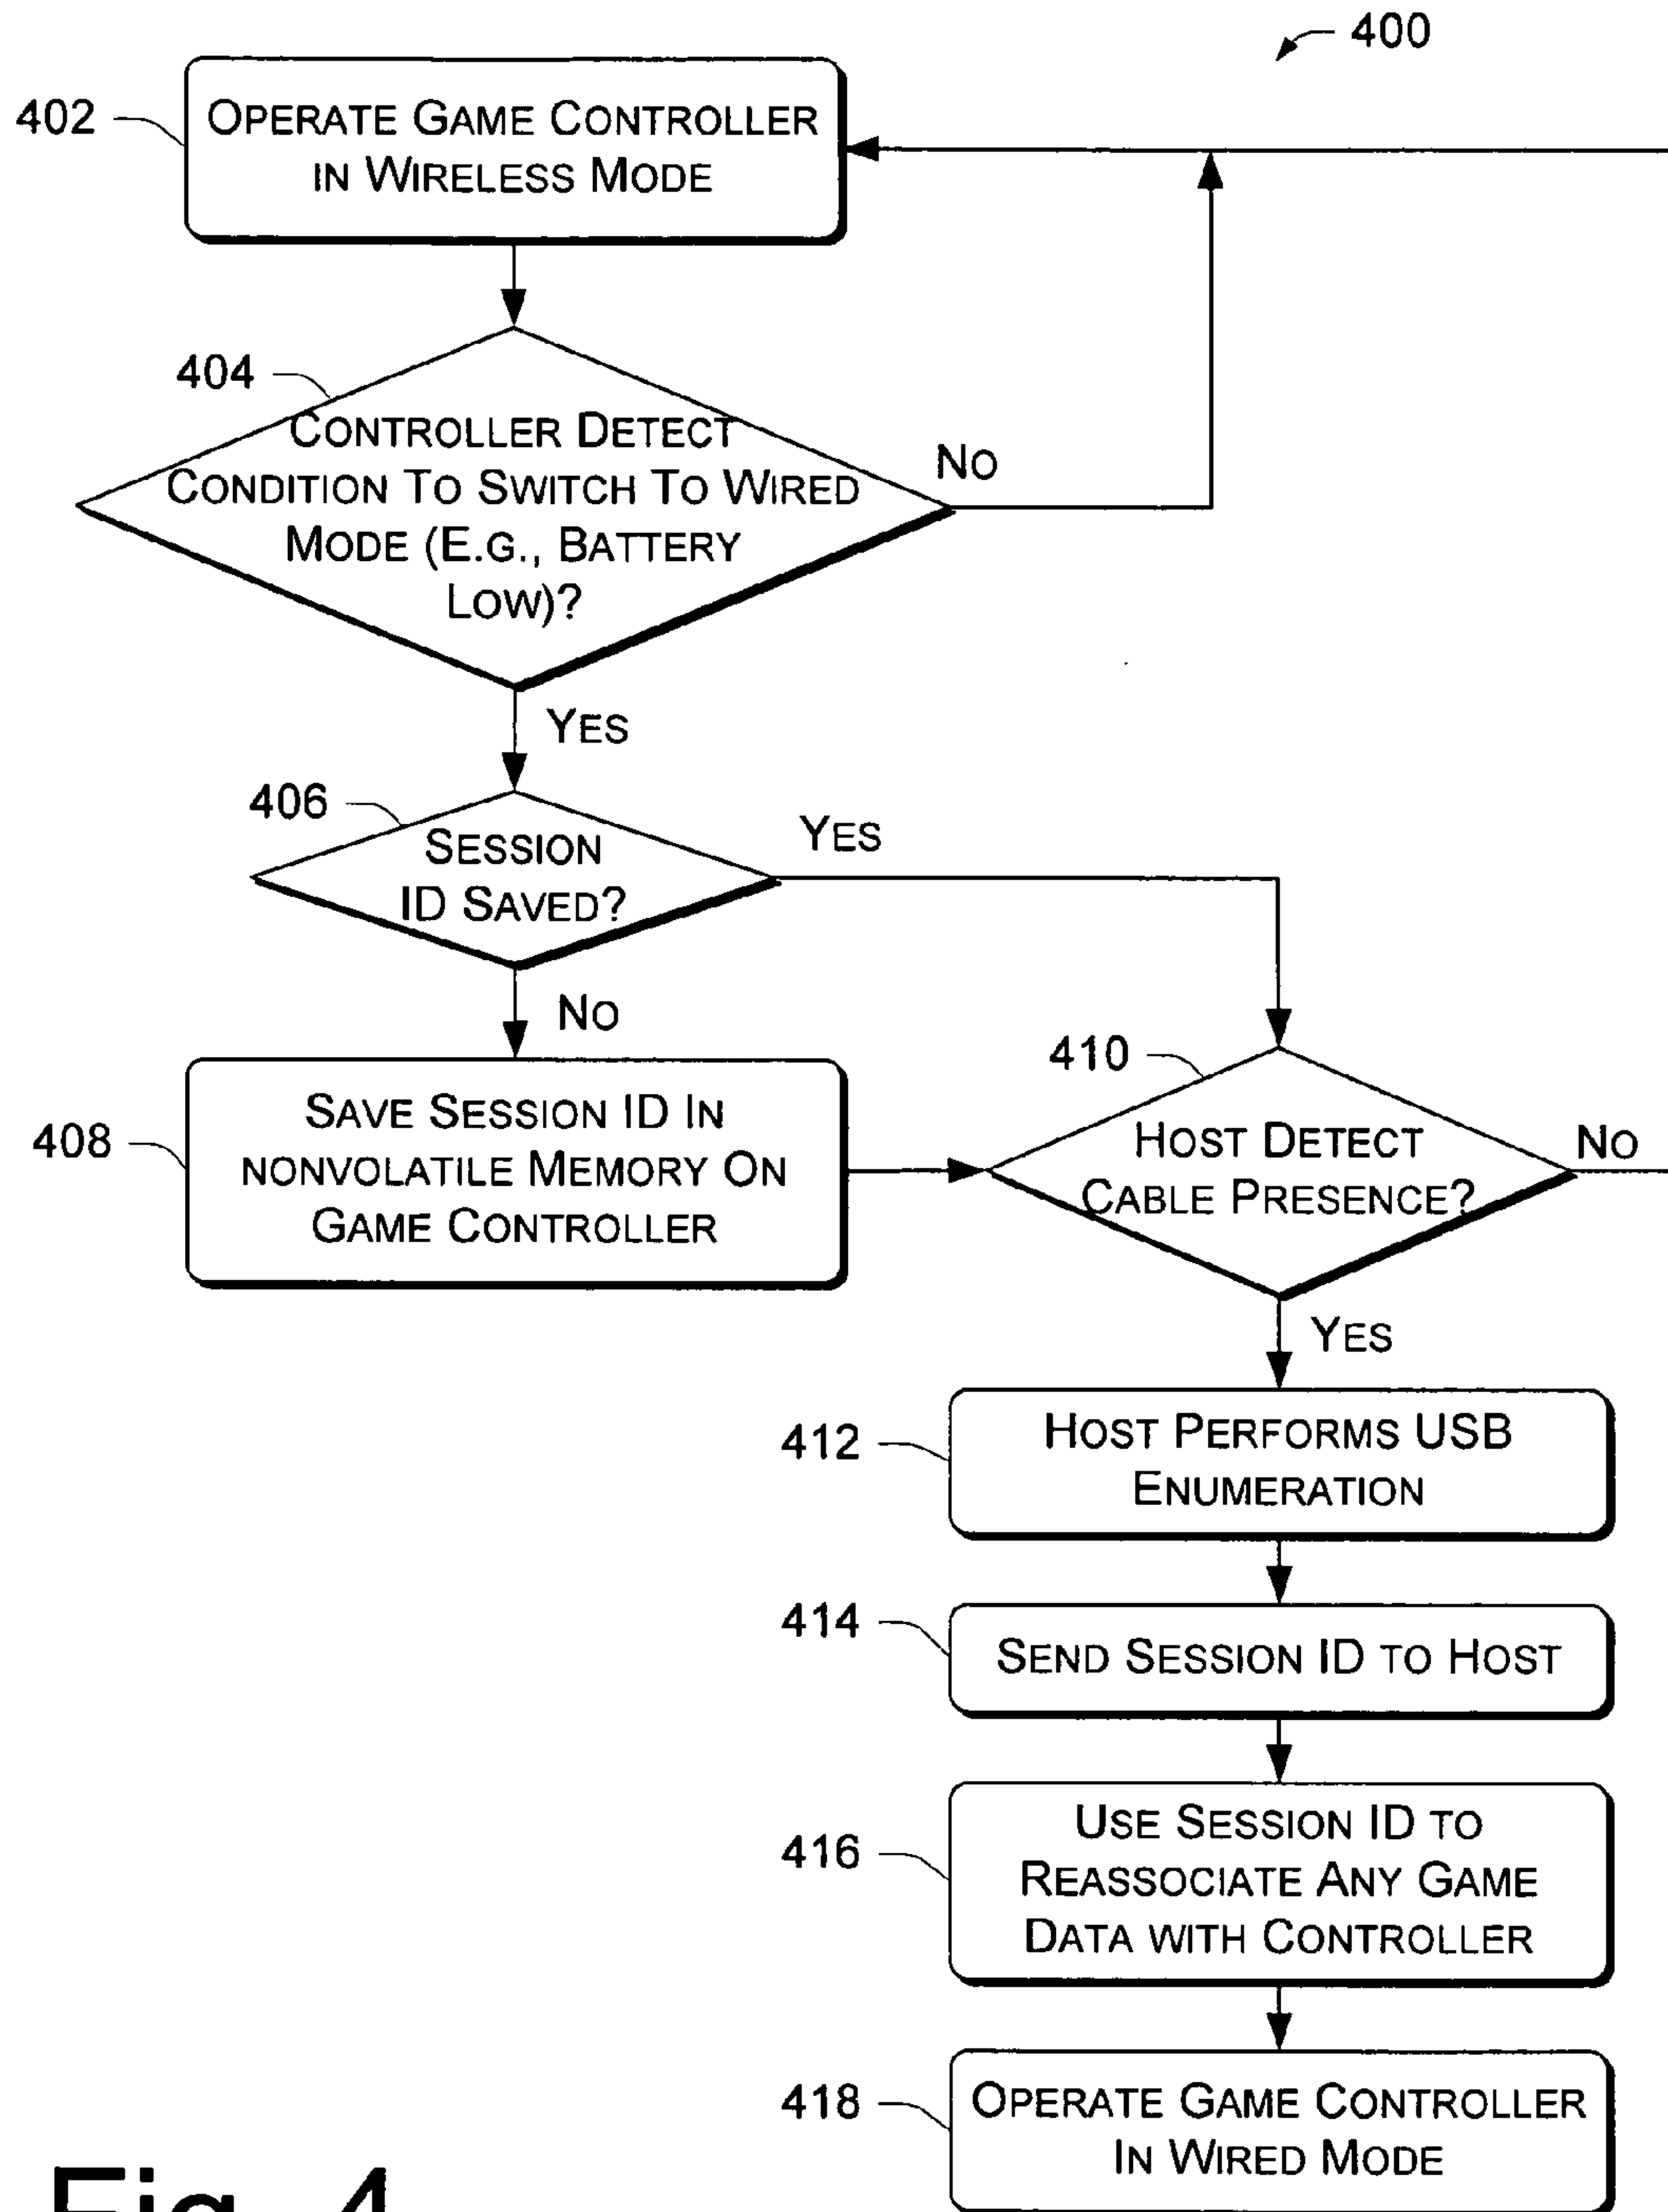 400
402
OPERATE GAME CONTROLLER
IN WIRELESS MODE
404
CONTROLLER DETECT
CONDITION TO SWITCH TO WIRED
MODE (E.G., BATTERY
LOW)?
NO
YES
406
SESSION
ID SAVED?
YES
NO
408
SAVE SESSION ID IN
NONVOLATILE MEMORY ON
GAME CONTROLLER
410
HOST DETECT
CABLE PRESENCE?
NO
YES
412
HOST PERFORMS USB
ENUMERATION
414
SEND SESSION ID TO HOST
416
USE SESSION ID TO
REASSOCIATE ANY GAME
DATA WITH CONTROLLER
418
OPERATE GAME CONTROLLER
IN WIRED MODE
Fig. 4